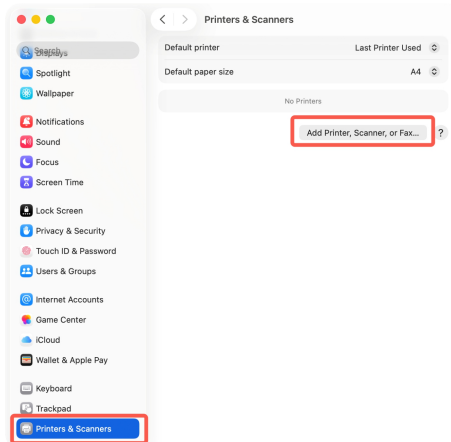 Printers & Scanners
Search
Displays
Spotlight
Wallpaper
Notifications
Sound
Focus
Screen Time
Lock Screen
Privacy & Security
Touch ID & Password
Users & Groups
Internet Accounts
Game Center
iCloud
Wallet & Apple Pay
Keyboard
Trackpad
Printers & Scanners
Default printer Last Printer Used
Default paper size A4
No Printers
Add Printer, Scanner, or Fax... ?